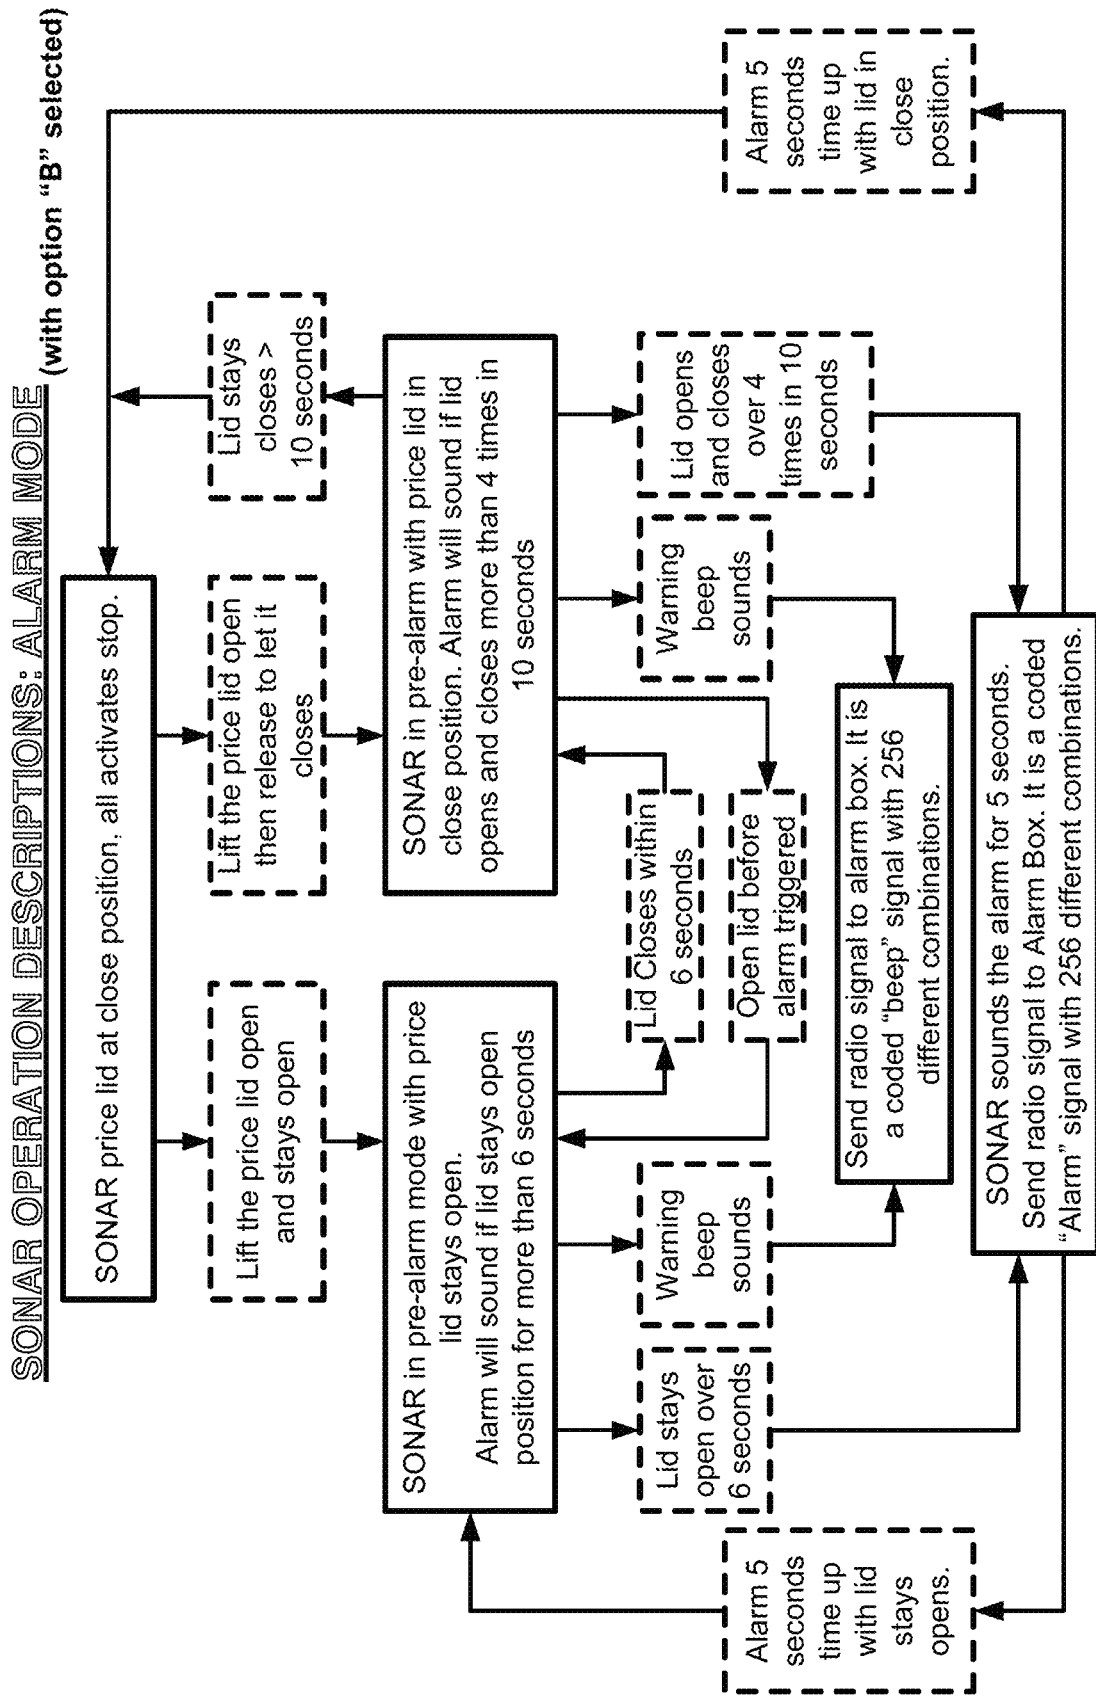 SONAR OPERATION DESCRIPTIONS: ALARM MODE
(with option “B” selected)
SONAR price lid at close position, all activates stop.
Lift the price lid open
and stays open
Lift the price lid open
then release to let it
closes
Lid stays
closes >
10 seconds
SONAR in pre-alarm mode with price
lid stays open.
Alarm will sound if lid stays open
position for more than 6 seconds
SONAR in pre-alarm with price lid in
close position. Alarm will sound if lid
opens and closes more than 4 times in
10 seconds
Lid stays
open over
6 seconds
Warning
beep
sounds
Lid Closes within
6 seconds
Open lid before
alarm triggered
Warning
beep
sounds
Lid opens
and closes
over 4
times in 10
seconds
Alarm 5
seconds
time up
with lid
stays
opens.
Send radio signal to alarm box. It is
a coded “beep” signal with 256
different combinations.
Alarm 5
seconds
time up
with lid in
close
position.
SONAR sounds the alarm for 5 seconds.
Send radio signal to Alarm Box. It is a coded
“Alarm” signal with 256 different combinations.